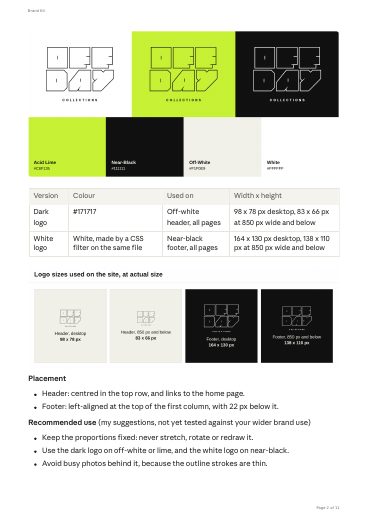 Brand kit
COLLECTIONS
COLLECTIONS
COLLECTIONS
Acid Lime
Near-Black
Off-White
White
#FFFFFF
Version Colour Used on Width x height
Dark logo #171717 Off-white header, all pages 98 x 78 px desktop, 83 x 66 px at 850 px wide and below
White logo White, made by a CSS filter on the same file Near-black footer, all pages 164 x 130 px desktop, 138 x 110 px at 850 px wide and below
Logo sizes used on the site, at actual size
Header, desktop
98 x 78 px
Header, 850 px and below
83 x 66 px
Footer, desktop
164 x 130 px
Footer, 850 px and below
138 x 110 px
Placement
• Header: centred in the top row, and links to the home page.
• Footer: left-aligned at the top of the first column, with 22 px below it.
Recommended use (my suggestions, not yet tested against your wider brand use)
• Keep the proportions fixed: never stretch, rotate or redraw it.
• Use the dark logo on off-white or lime, and the white logo on near-black.
• Avoid busy photos behind it, because the outline strokes are thin.
Page 2 of 11